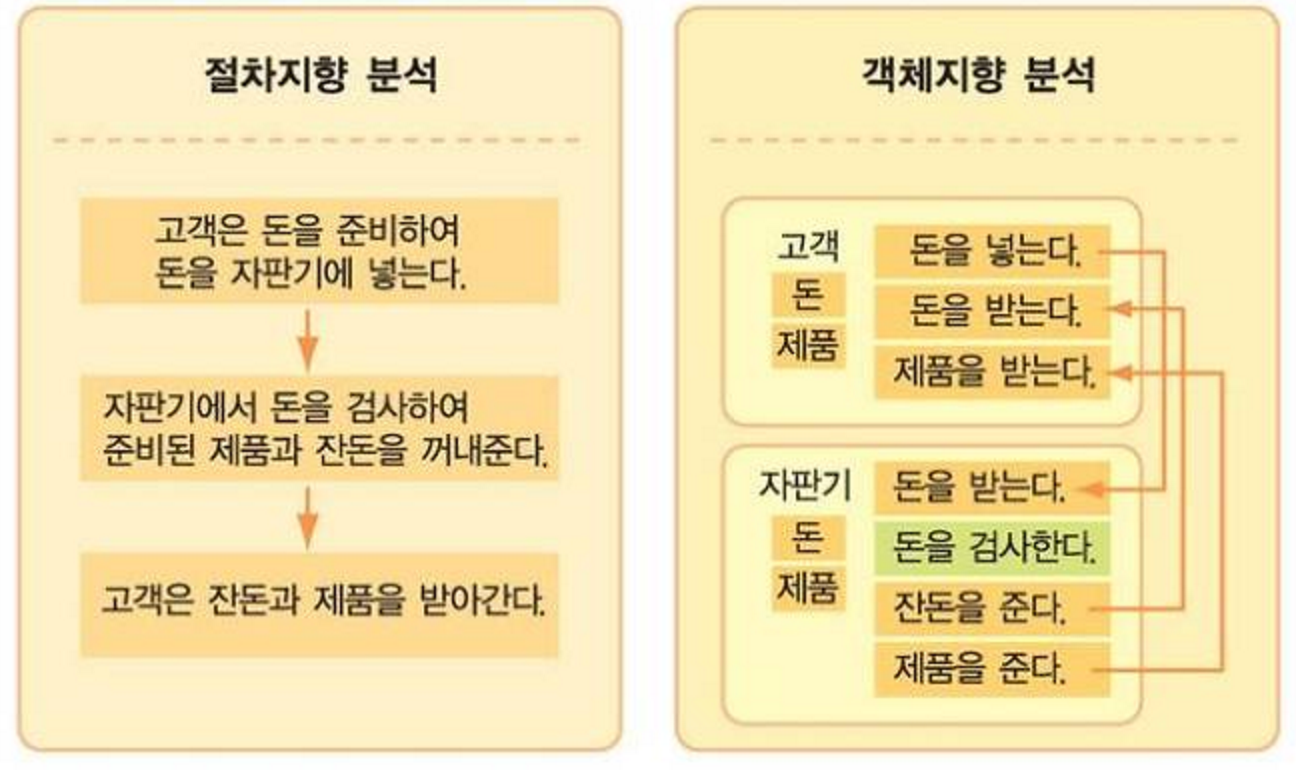 절차지향 분석
고객은 돈을 준비하여
돈을 자판기에 넣는다.
자판기에서 돈을 검사하여
준비된 제품과 잔돈을 꺼내준다.
고객은 잔돈과 제품을 받아간다.
객체지향 분석
고객
돈
제품
돈을 넣는다.
돈을 받는다.
제품을 받는다.
자판기
돈
제품
돈을 받는다.
돈을 검사한다.
잔돈을 준다.
제품을 준다.